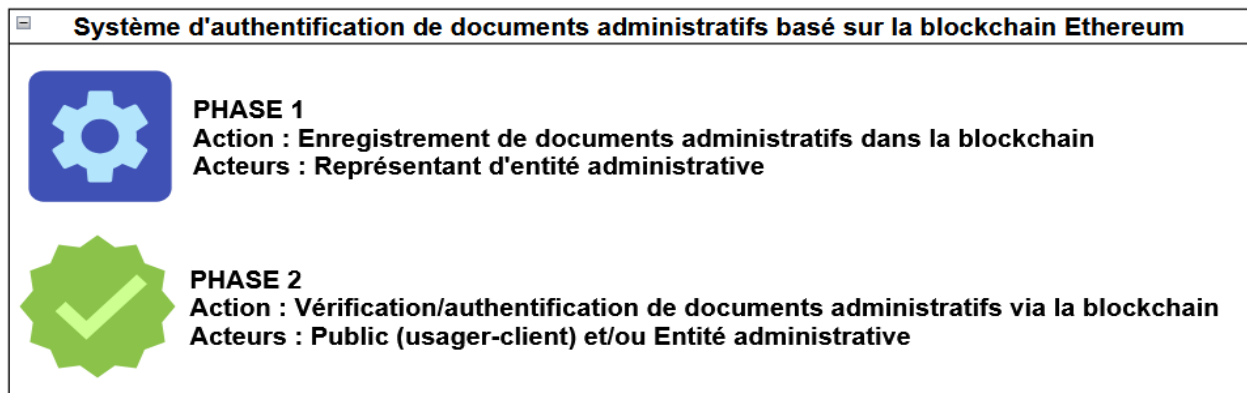 Système d'authentification de documents administratifs basé sur la blockchain Ethereum
PHASE 1
Action : Enregistrement de documents administratifs dans la blockchain
Acteurs : Représentant d'entité administrative
PHASE 2
Action : Vérification/authentification de documents administratifs via la blockchain
Acteurs : Public (usager-client) et/ou Entité administrative